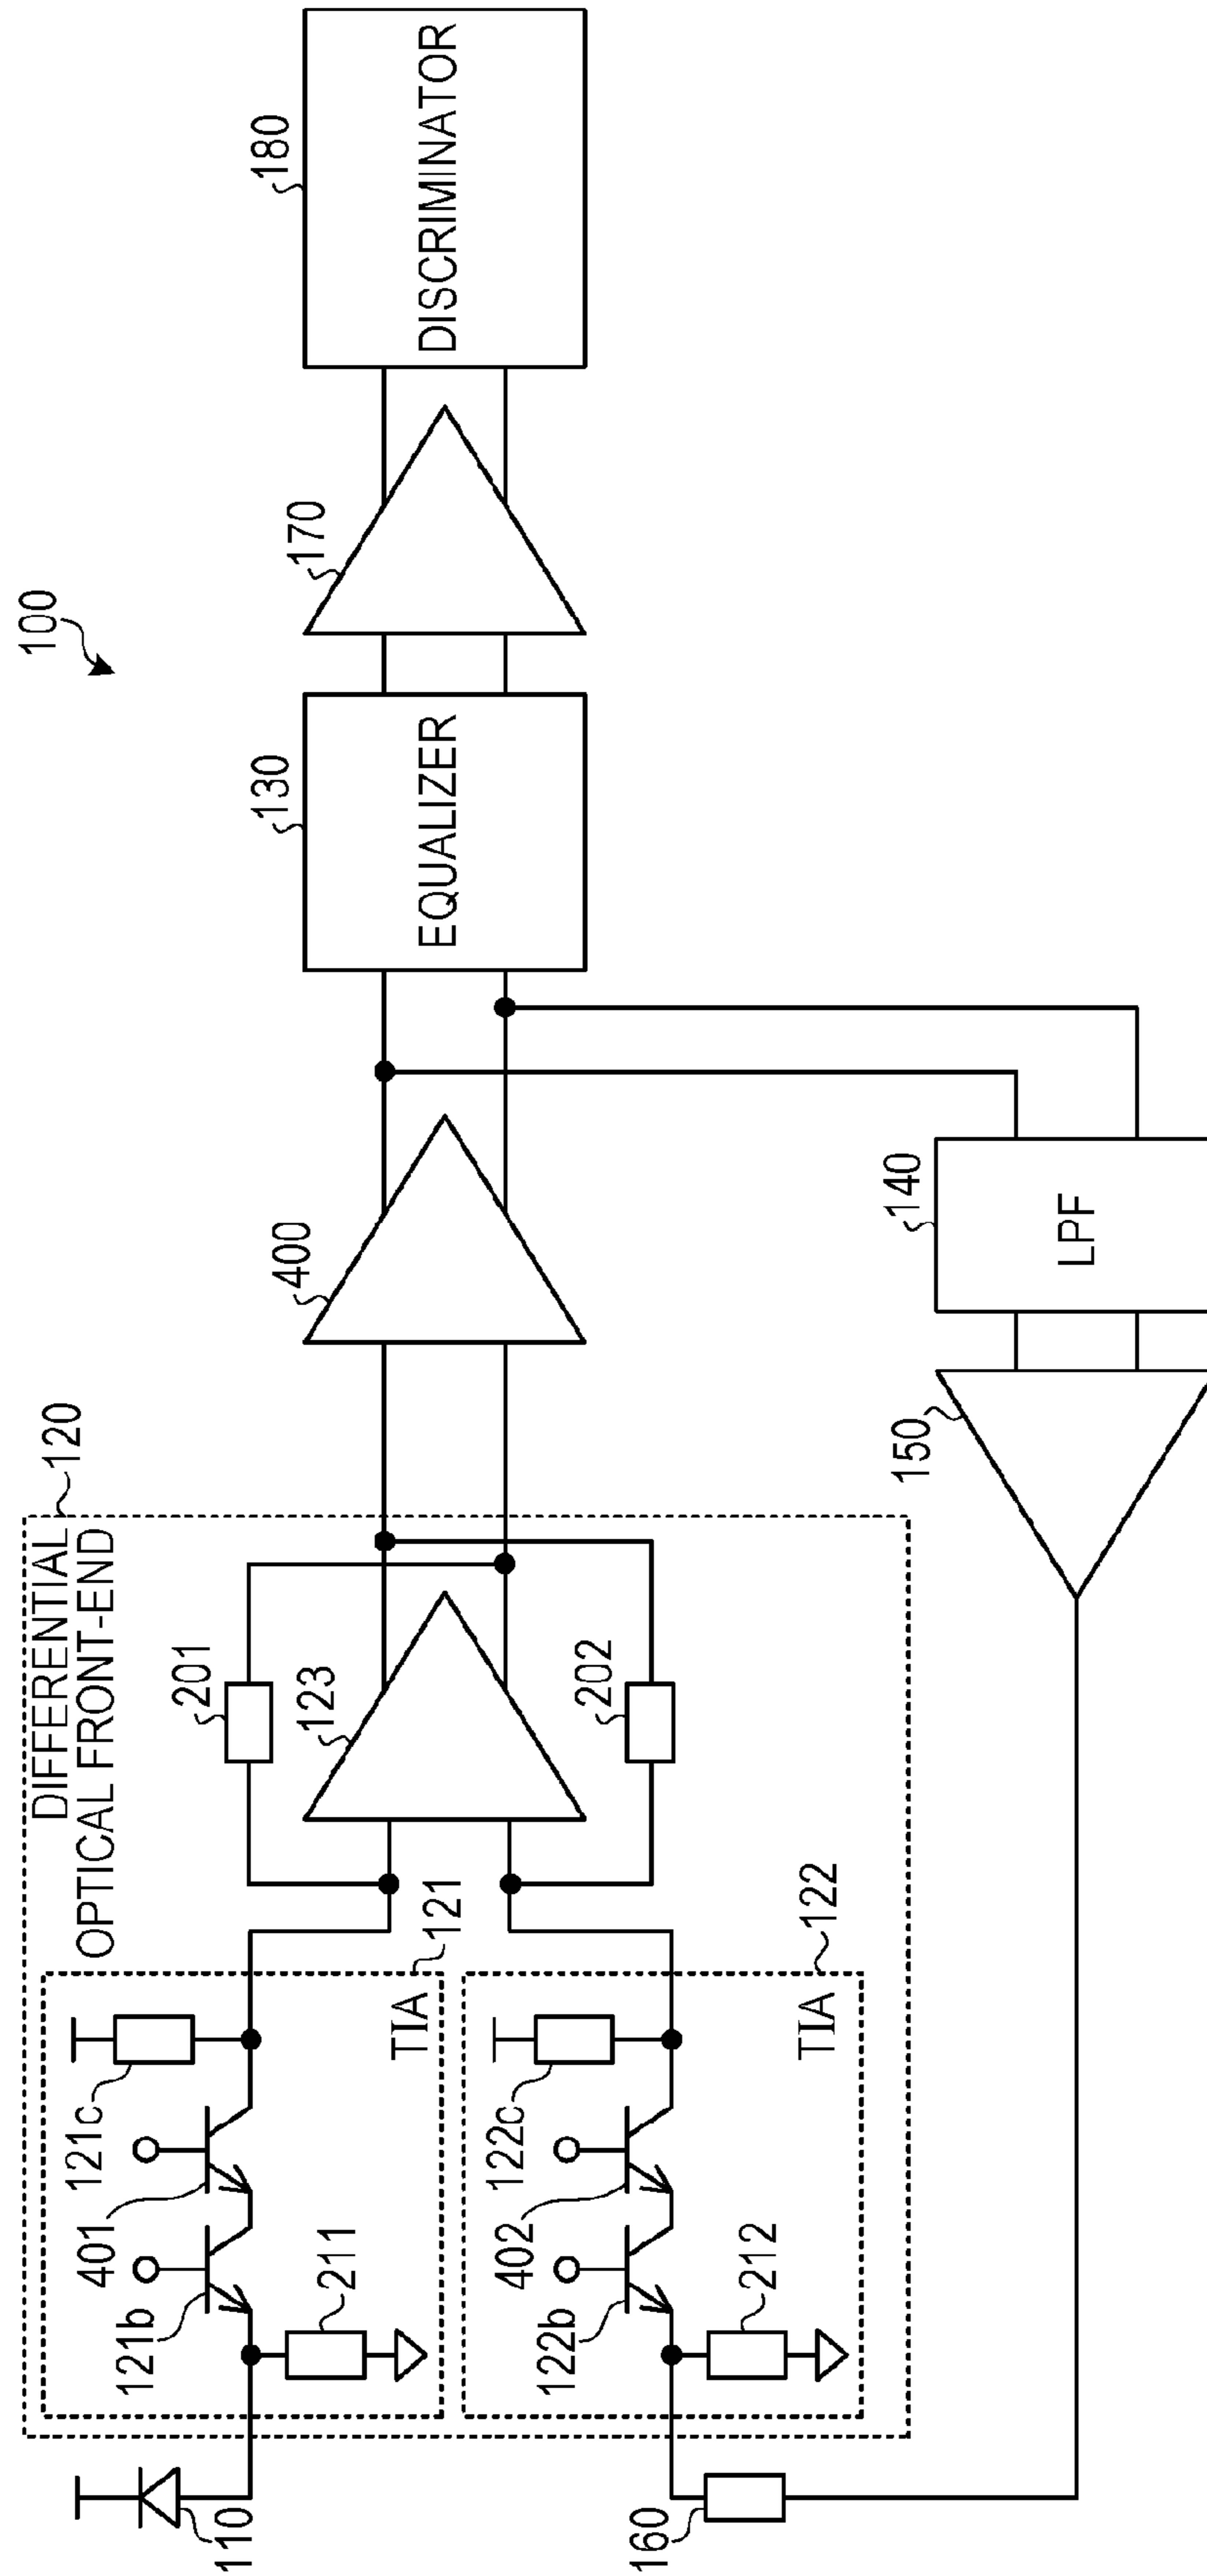 100
DIFFERENTIAL
OPTICAL FRONT-END
120
121c
401
121b
211
TIA
121
110
201
123
202
400
130
EQUALIZER
170
180
DISCRIMINATOR
122c
402
122b
212
TIA
122
160
150
140
LPF